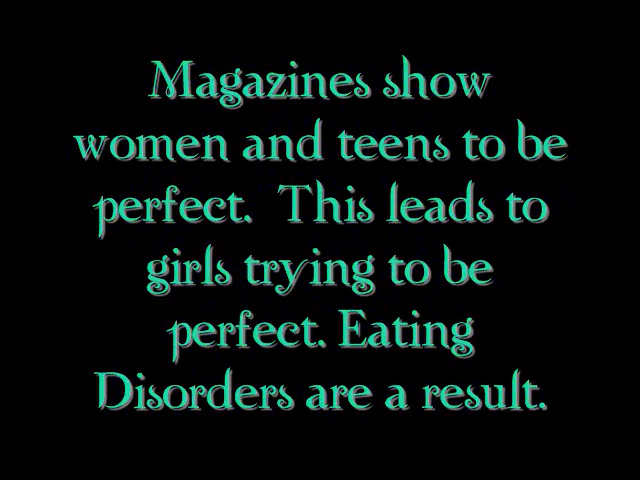 Magazines show
women and teens to be
perfect.  This leads to
girls trying to be
perfect. Eating
Disorders are a result.